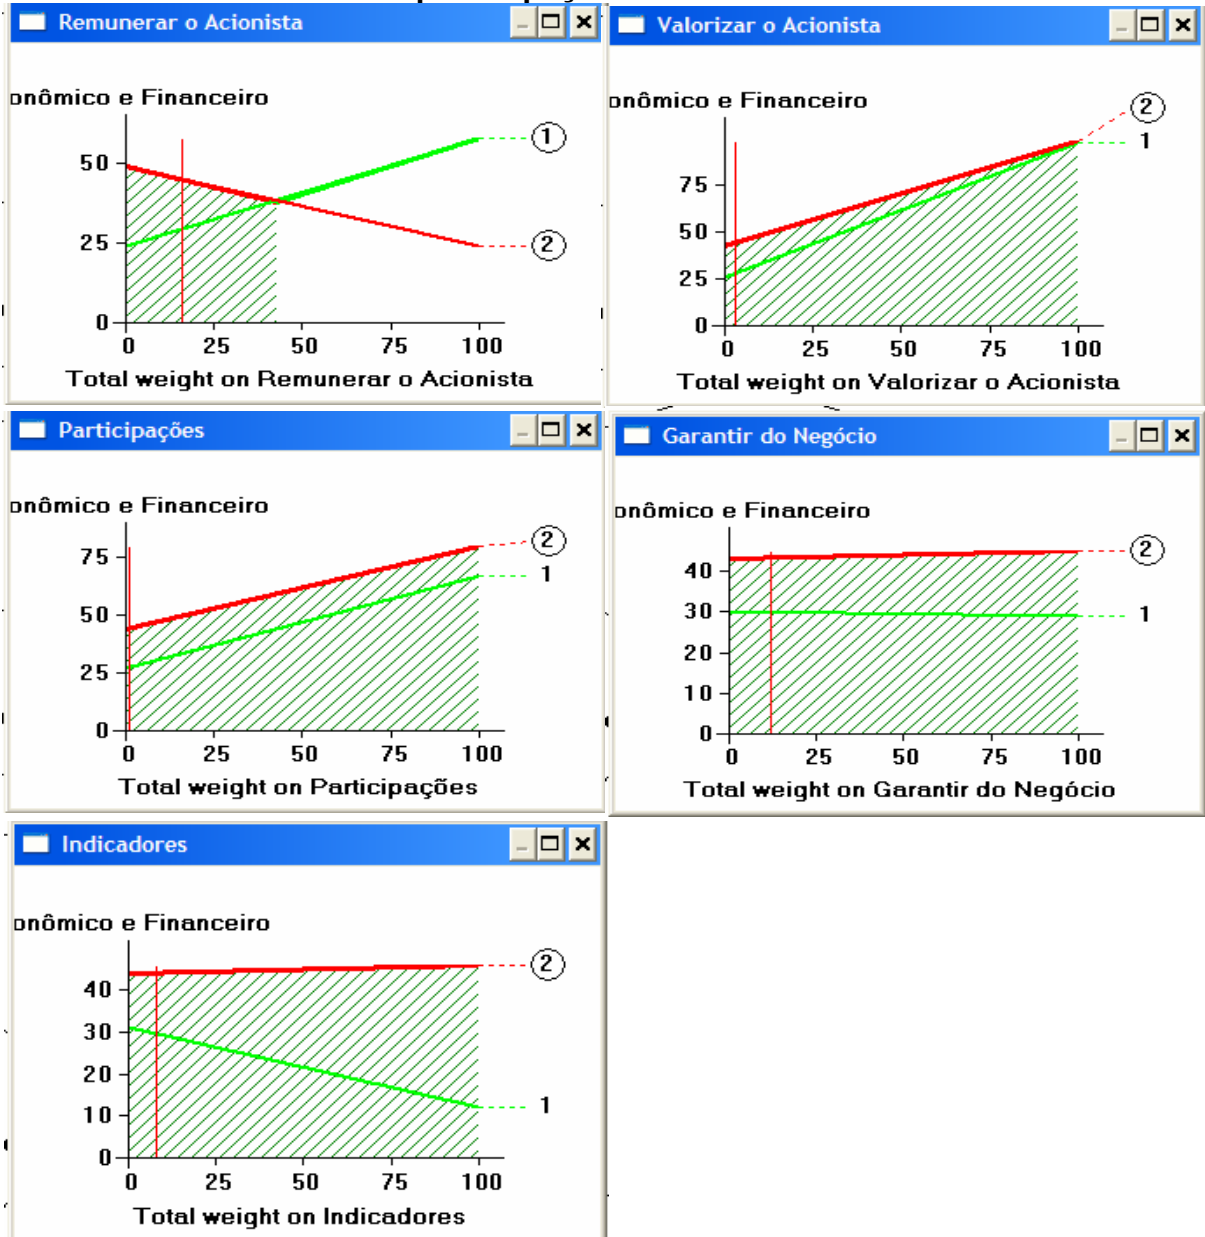 Remunerar o Acionista
onômico e Financeiro
50
25
0
0 25 50 75 100
1
2
Total weight on Remunerar o Acionista
Valorizar o Acionista
onômico e Financeiro
75
50
25
0
0 25 50 75 100
2
1
Total weight on Valorizar o Acionista
Participações
onômico e Financeiro
75
50
25
0
0 25 50 75 100
2
1
Total weight on Participações
Garantir do Negócio
onômico e Financeiro
40
30
20
10
0
0 25 50 75 100
2
1
Total weight on Garantir do Negócio
Indicadores
onômico e Financeiro
40
30
20
10
0
0 25 50 75 100
2
1
Total weight on Indicadores